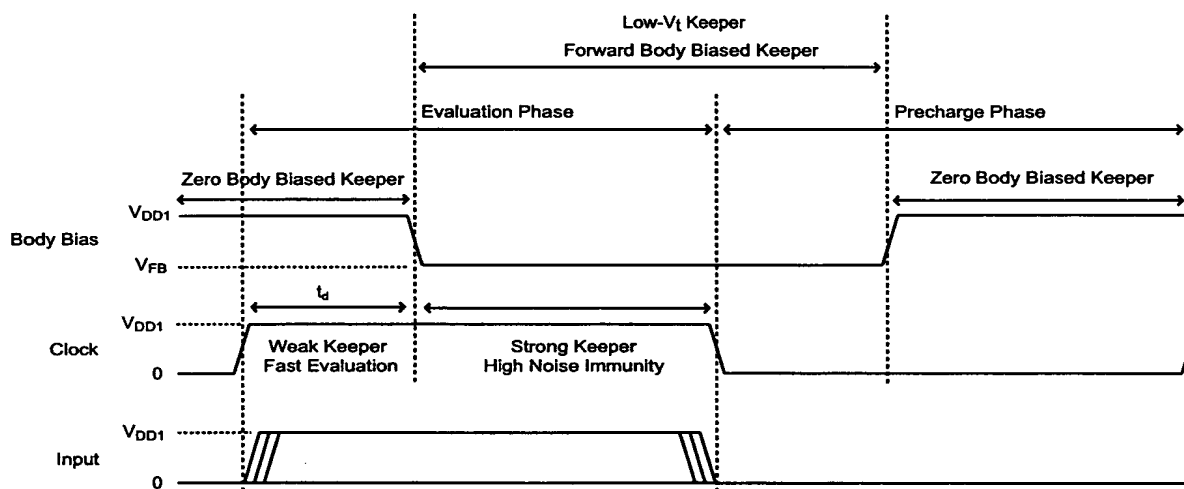 Low-Vt Keeper
Forward Body Biased Keeper
Evaluation Phase
Precharge Phase
Zero Body Biased Keeper
Zero Body Biased Keeper
VDD1
Body Bias
VFB
td
VDD1
Clock
Weak Keeper
Fast Evaluation
Strong Keeper
High Noise Immunity
0
VDD1
Input
0